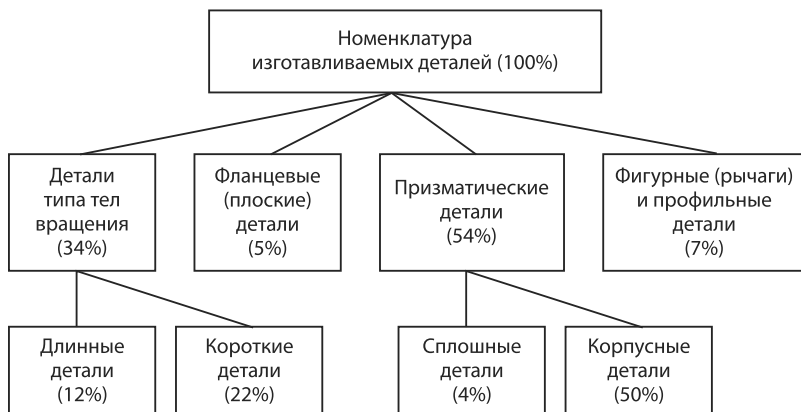 Номенклатура
изготавливаемых деталей (100%)
Детали
типа тел
вращения
(34%)
Фланцевые
(плоские)
детали
(5%)
Призматические
детали
(54%)
Фигурные (рычаги)
и профильные
детали
(7%)
Длинные
детали
(12%)
Короткие
детали
(22%)
Сплошные
детали
(4%)
Корпусные
детали
(50%)